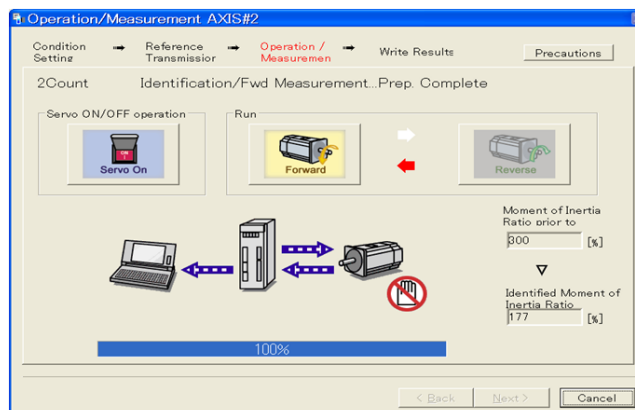 Operation/Measurement AXIS#2
Condition Setting
Reference Transmissior
Operation / Measuremen
Write Results
Precautions
2Count Identification/Fwd Measurement...Prep. Complete
Servo ON/OFF operation
Run
Servo On
Forward
Reverse
Moment of Inertia
Ratio prior to
300 [%]
Identified Moment of
Inertia Ratio
177 [%]
100%
< Back
Next >
Cancel